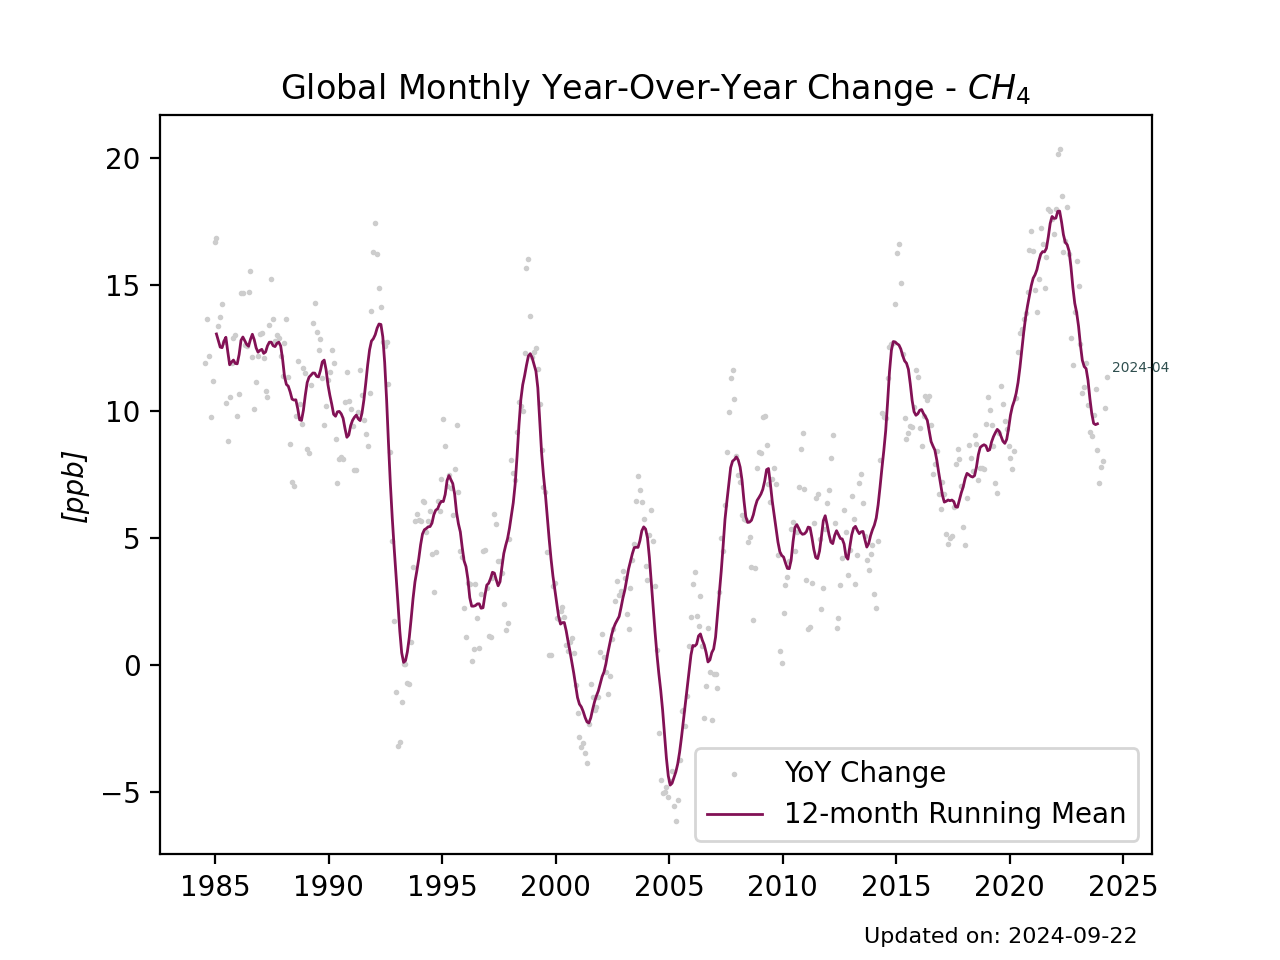 Global Monthly Year-Over-Year Change - CH₄
20
15
10
5
0
−5
[ppb]
2024-04
YoY Change
12-month Running Mean
1985 1990 1995 2000 2005 2010 2015 2020 2025
Updated on: 2024-09-22